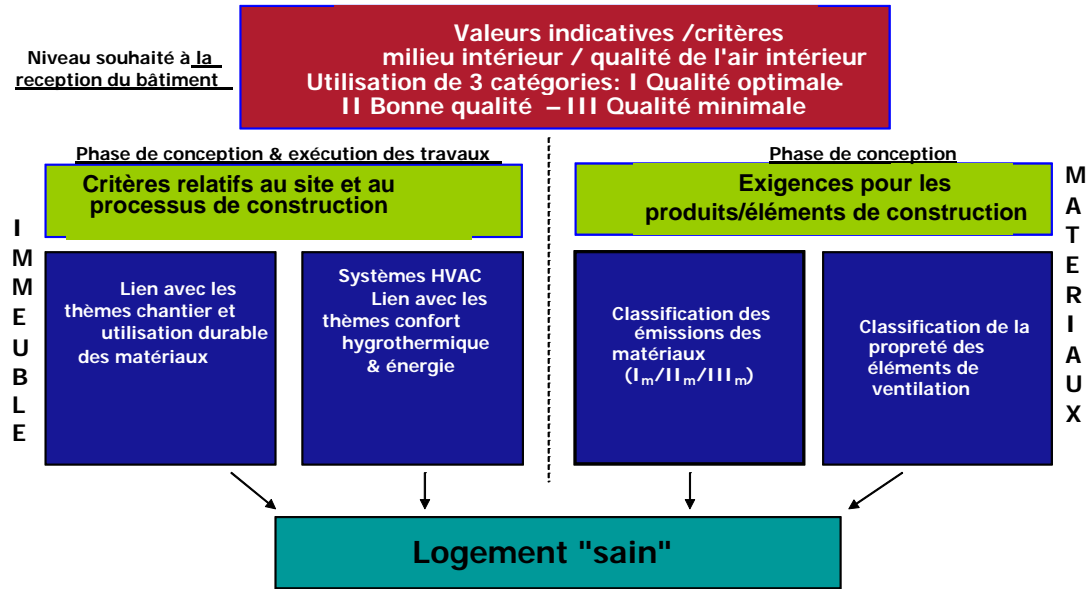 Niveau souhaité à la
reception du bâtiment
Valeurs indicatives /critères
milieu intérieur / qualité de l'air intérieur
Utilisation de 3 catégories: I Qualité optimale-
II Bonne qualité – III Qualité minimale
Phase de conception & exécution des travaux
Critères relatifs au site et au
processus de construction
Phase de conception
Exigences pour les
produits/éléments de construction
I
M
M
E
U
B
L
E
Lien avec les
thèmes chantier et
utilisation durable
des matériaux
Systèmes HVAC
Lien avec les
thèmes confort
hygrothermique
& énergie
Classification des
émissions des
matériaux
(Im/IIm/IIIm)
Classification de la
propreté des
éléments de
ventilation
M
A
T
E
R
I
A
U
X
Logement "sain"